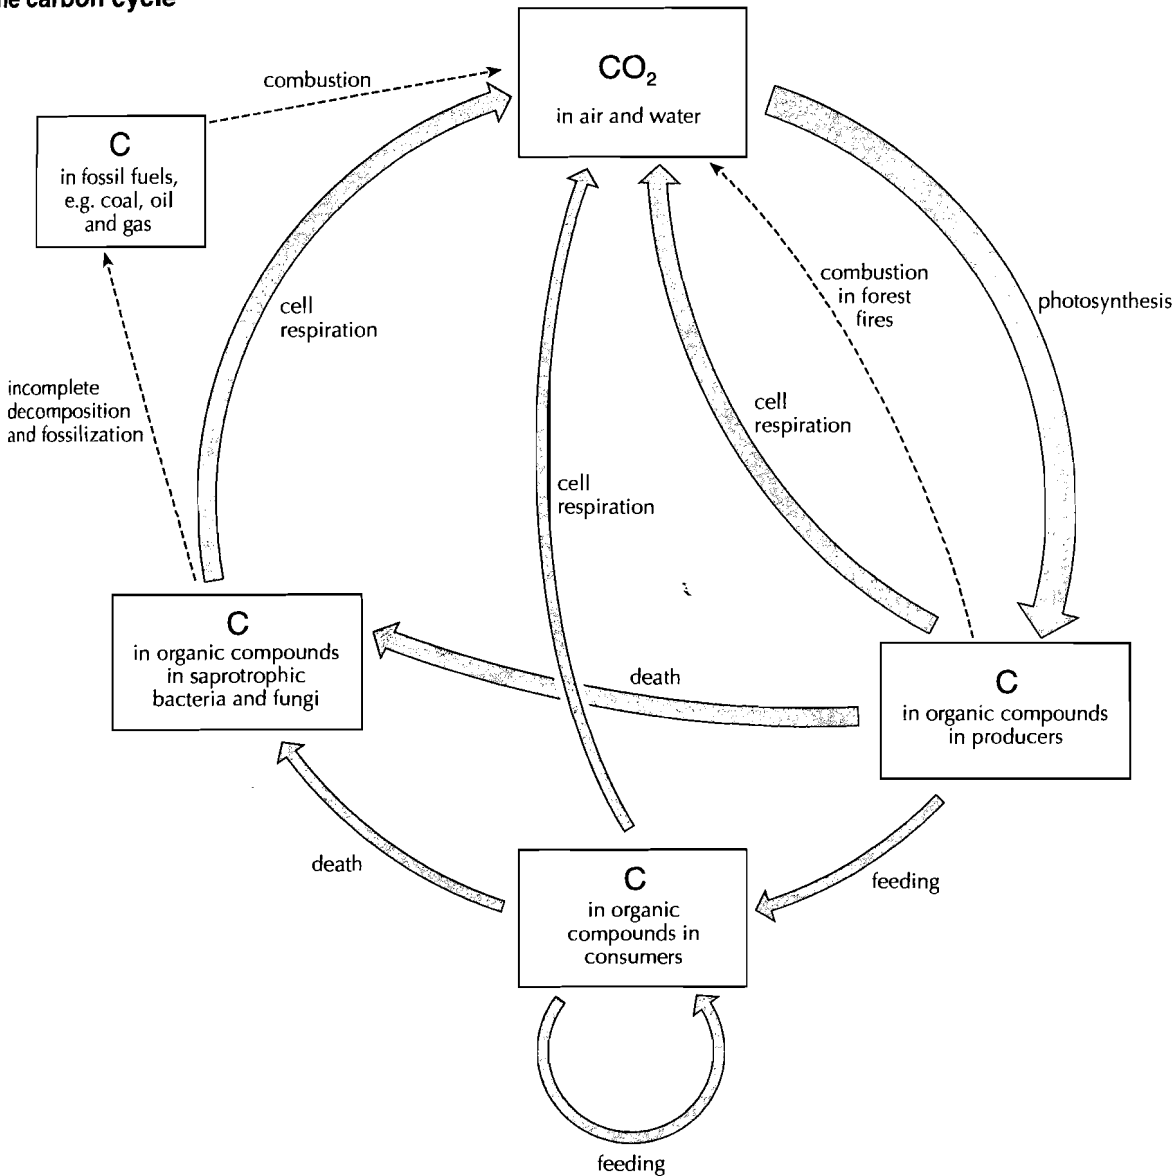 carbon cycle
CO₂
in air and water
combustion
C
in fossil fuels,
e.g. coal, oil
and gas
cell
respiration
combustion
in forest
fires
photosynthesis
incomplete
decomposition
and fossilization
cell
respiration
cell
respiration
C
in organic compounds
in saprotrophic
bacteria and fungi
death
C
in organic compounds
in producers
death
feeding
C
in organic
compounds in
consumers
feeding